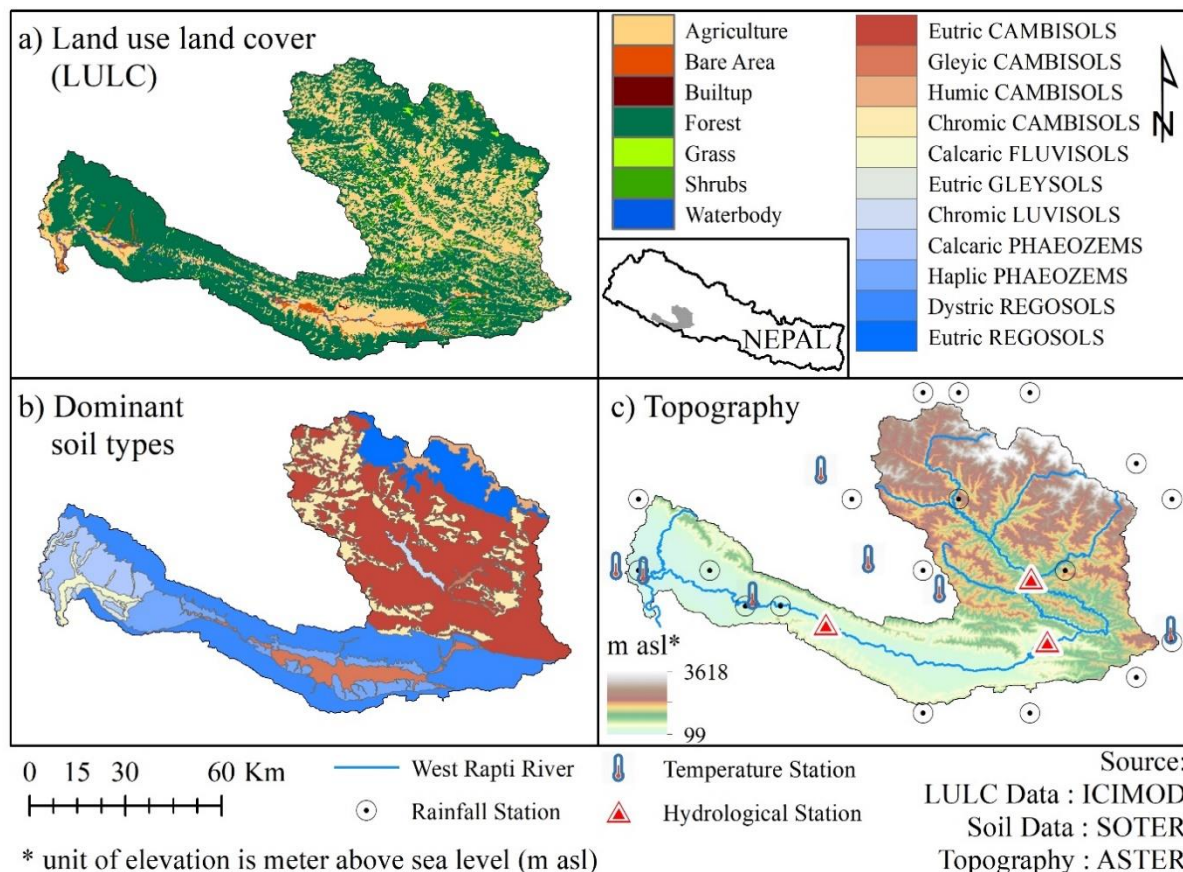 a) Land use land cover
(LULC)
Agriculture
Bare Area
Builtup
Forest
Grass
Shrubs
Waterbody
Eutric CAMBISOLS
Gleyic CAMBISOLS
Humic CAMBISOLS
Chromic CAMBISOLS
Calcaric FLUVISOLS
Eutric GLEYSOLS
Chromic LUVISOLS
Calcaric PHAEOZEMS
Haplic PHAEOZEMS
Dystric REGOSOLS
Eutric REGOSOLS
N
NEPAL
b) Dominant
soil types
c) Topography
m asl*
3618
99
0 15 30 60 Km
West Rapti River
Rainfall Station
Temperature Station
Hydrological Station
Source:
LULC Data : ICIMOD
Soil Data : SOTER
Topography : ASTER
* unit of elevation is meter above sea level (m asl)